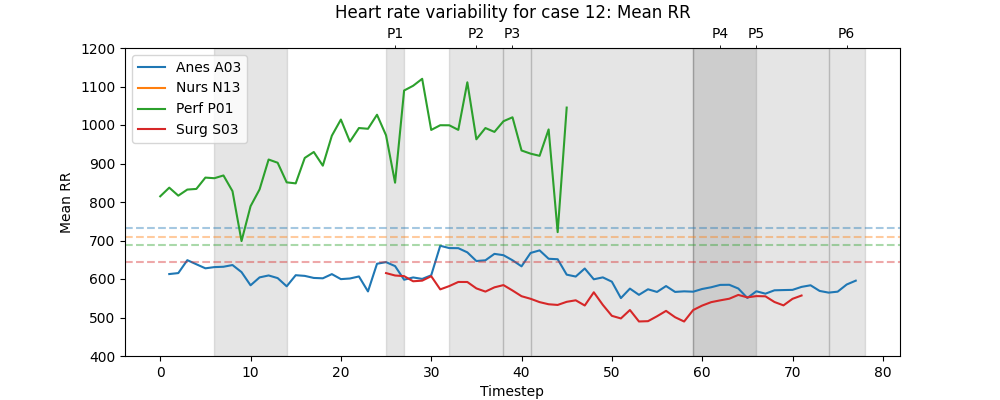 Heart rate variability for case 12: Mean RR
P1 P2 P3 P4 P5 P6
1200
1100
1000
900
800
700
600
500
400
Mean RR
Anes A03
Nurs N13
Perf P01
Surg S03
0 10 20 30 40 50 60 70 80
Timestep